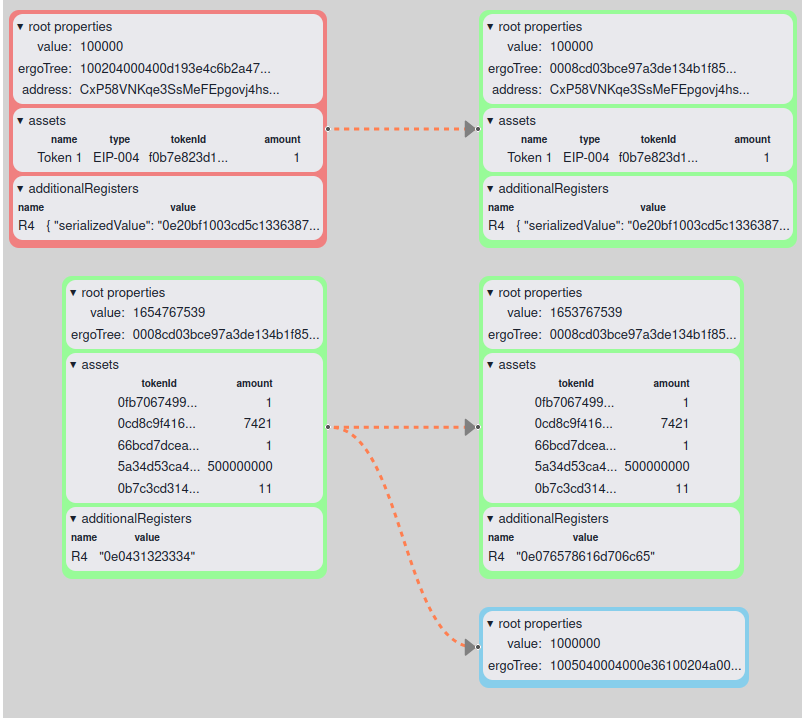 ▼ root properties
value: 100000
ergoTree: 100204000400d193e4c6b2a47...
address: CxP58VNKqe3SsMeFEpgovj4hs...
▼ assets
name type tokenId amount
Token 1 EIP-004 f0b7e823d1... 1
▼ additionalRegisters
name value
R4 { "serializedValue": "0e20bf1003cd5c1336387...
▼ root properties
value: 100000
ergoTree: 0008cd03bce97a3de134b1f85...
address: CxP58VNKqe3SsMeFEpgovj4hs...
▼ assets
name type tokenId amount
Token 1 EIP-004 f0b7e823d1... 1
▼ additionalRegisters
name value
R4 { "serializedValue": "0e20bf1003cd5c1336387...
▼ root properties
value: 1654767539
ergoTree: 0008cd03bce97a3de134b1f85...
▼ assets
tokenId amount
0fb7067499... 1
0cd8c9f416... 7421
66bcd7dcea... 1
5a34d53ca4... 500000000
0b7c3cd314... 11
▼ additionalRegisters
name value
R4 "0e0431323334"
▼ root properties
value: 1653767539
ergoTree: 0008cd03bce97a3de134b1f85...
▼ assets
tokenId amount
0fb7067499... 1
0cd8c9f416... 7421
66bcd7dcea... 1
5a34d53ca4... 500000000
0b7c3cd314... 11
▼ additionalRegisters
name value
R4 "0e076578616d706c65"
▼ root properties
value: 1000000
ergoTree: 1005040004000e36100204a00...